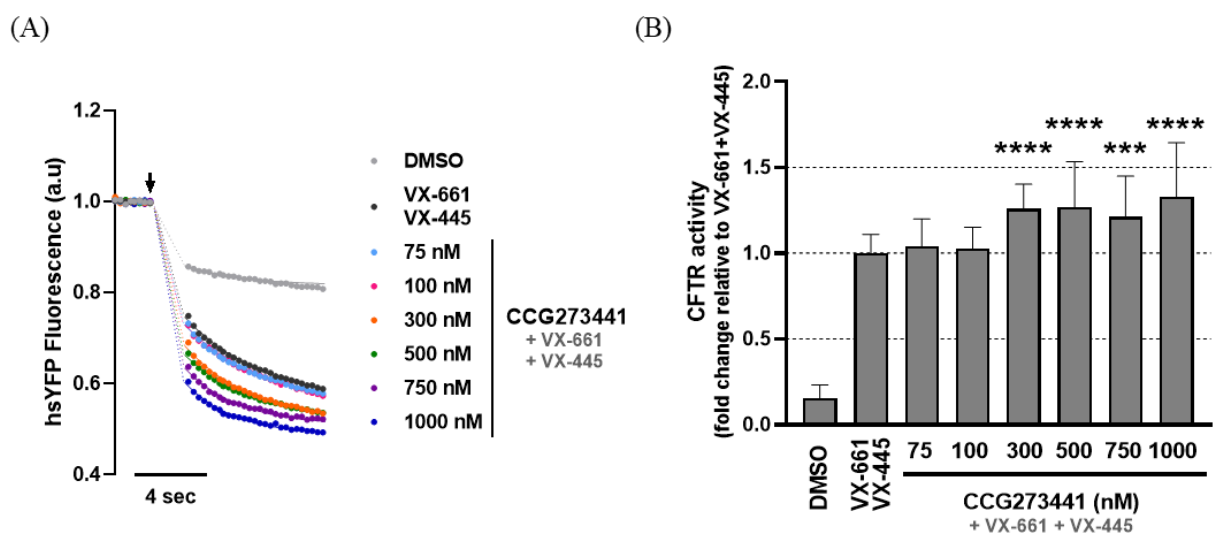 (A)
hsYFP Fluorescence (a.u)
1.2
1.0
0.8
0.6
0.4
4 sec
DMSO
VX-661
VX-445
75 nM
100 nM
300 nM
500 nM
750 nM
1000 nM
CCG273441
+ VX-661
+ VX-445
(B)
CFTR activity
(fold change relative to VX-661+VX-445)
2.0
1.5
1.0
0.5
0.0
****
****
***
****
DMSO
VX-661
VX-445
75
100
300
500
750
1000
CCG273441 (nM)
+ VX-661 + VX-445